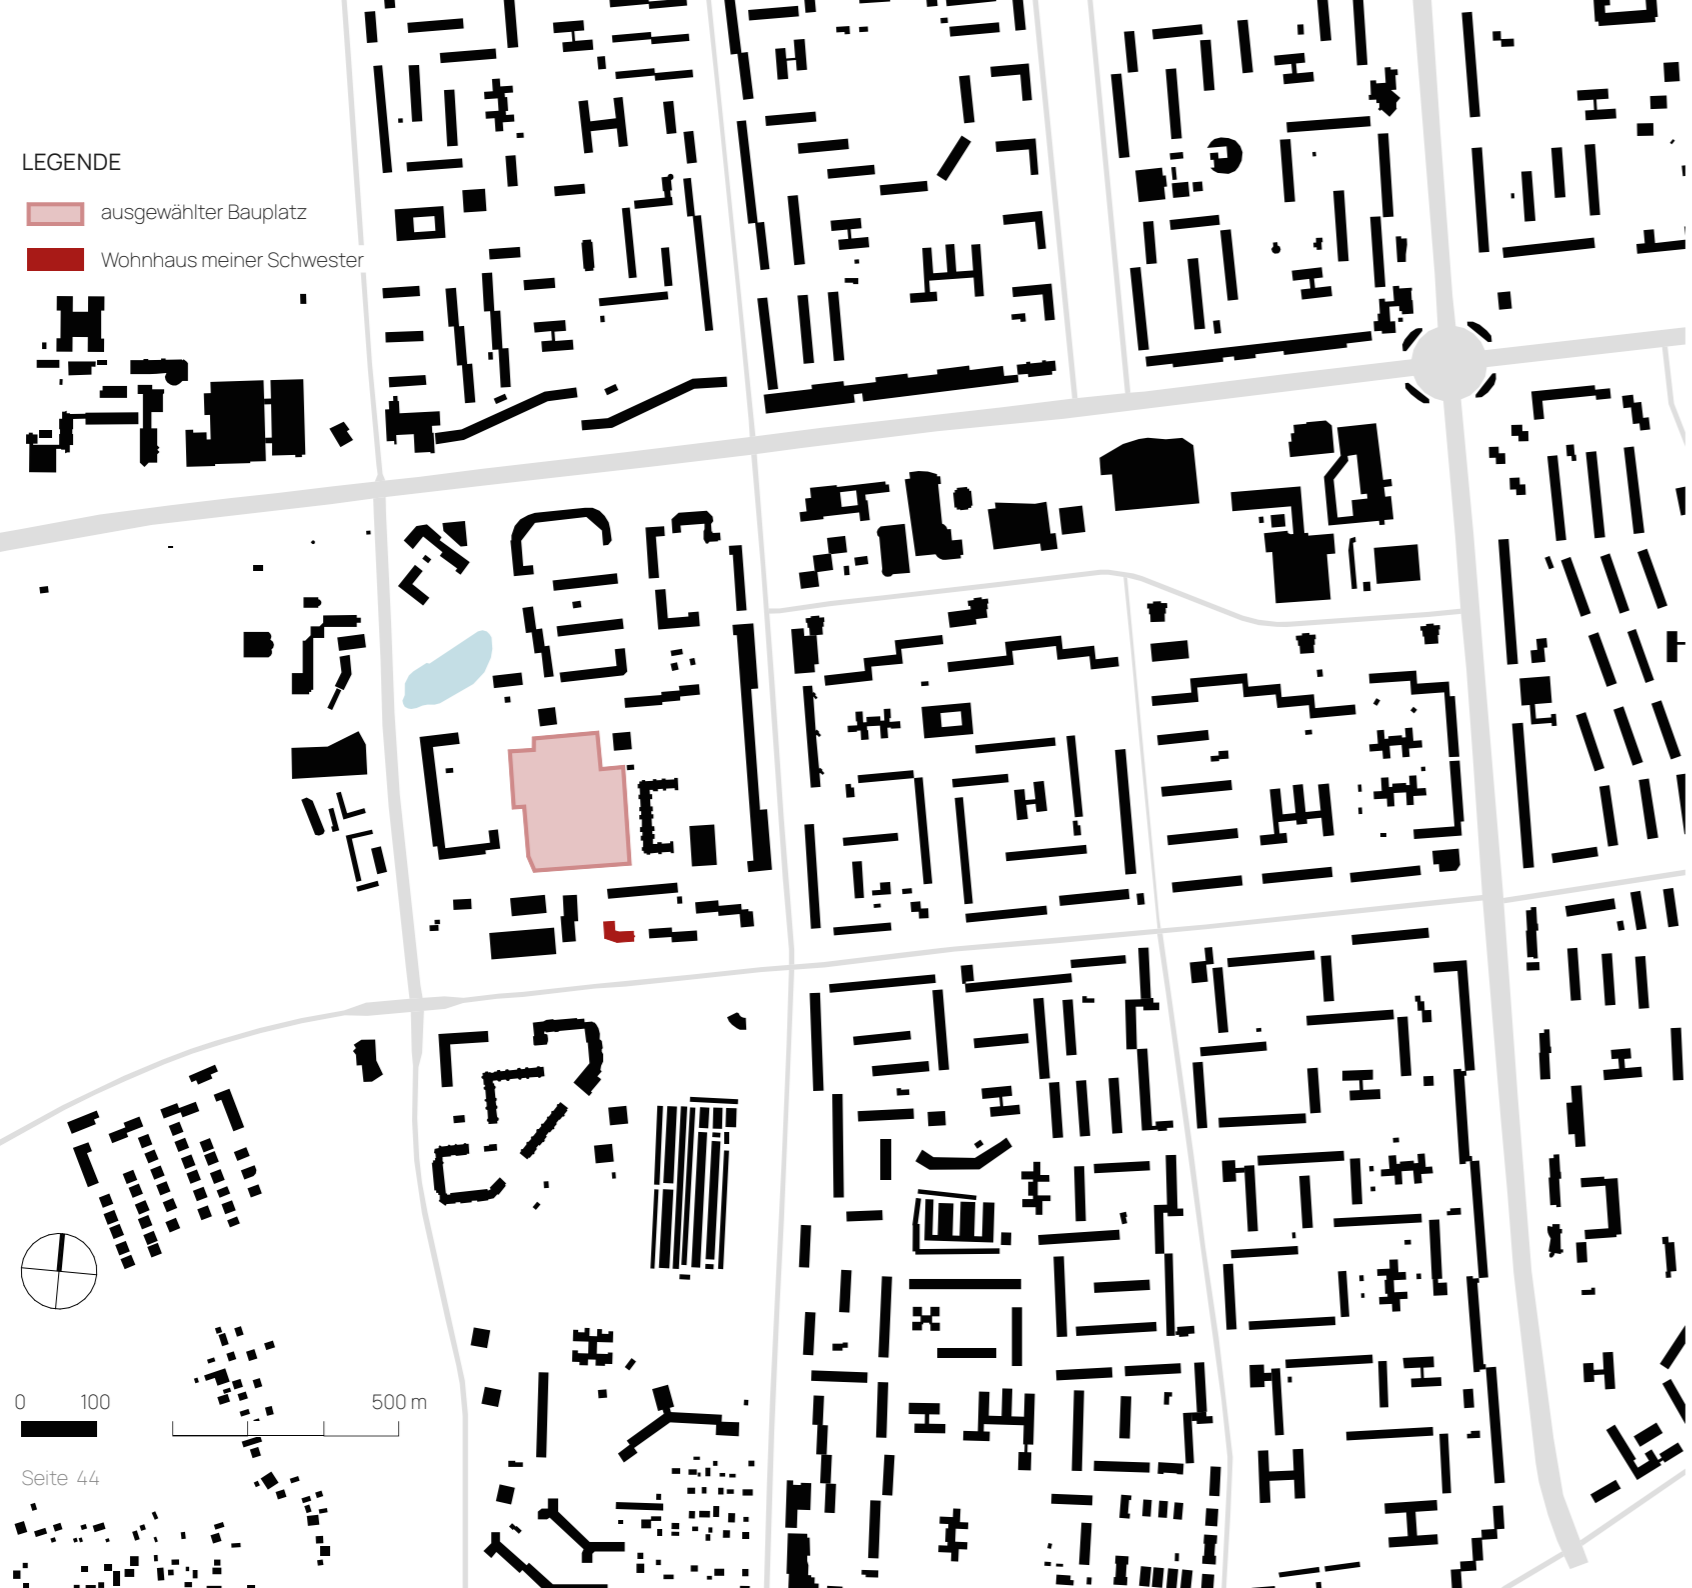 LEGENDE
ausgewählter Bauplatz
Wohnhaus meiner Schwester
0 100 500 m
Seite 44